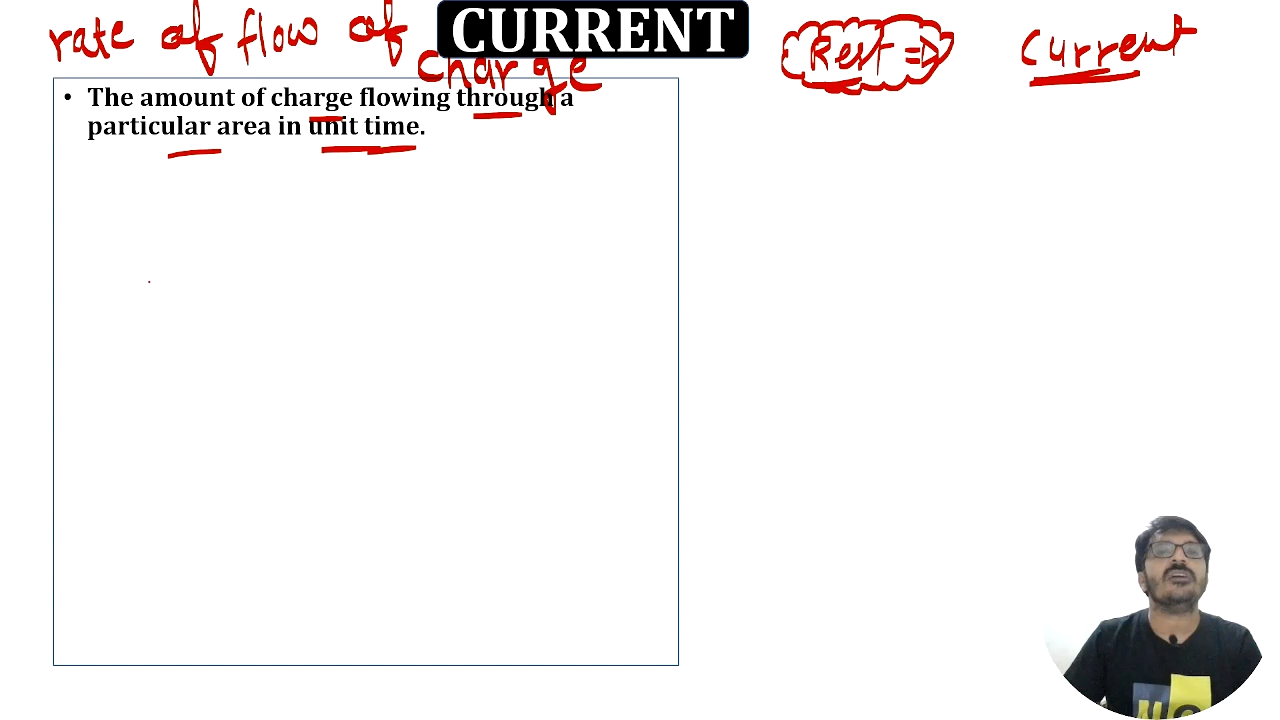 rate of flow of charge
CURRENT
Rest ⇒
Current
• The amount of charge flowing through a
particular area in unit time.